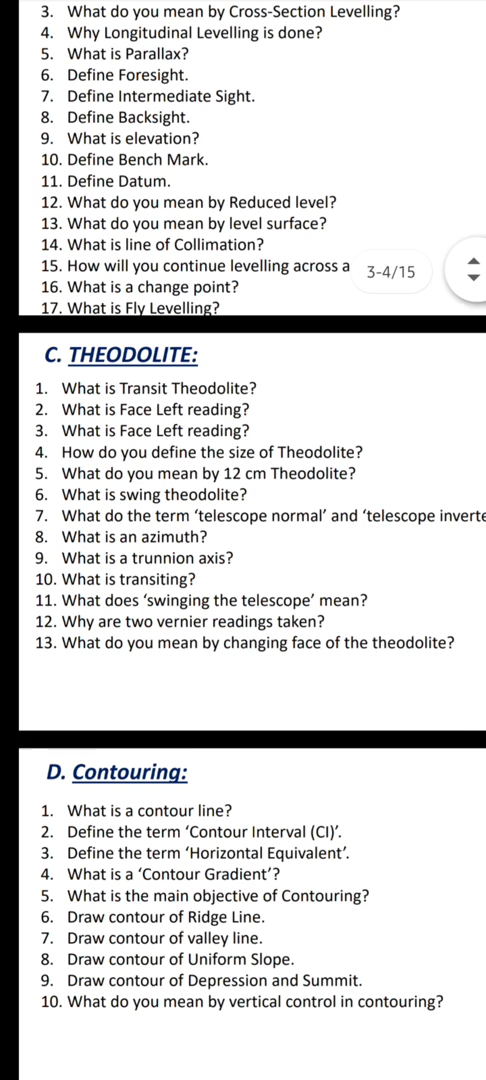 3. What do you mean by Cross-Section Levelling?
4. Why Longitudinal Levelling is done?
5. What is Parallax?
6. Define Foresight.
7. Define Intermediate Sight.
8. Define Backsight.
9. What is elevation?
10. Define Bench Mark.
11. Define Datum.
12. What do you mean by Reduced level?
13. What do you mean by level surface?
14. What is line of Collimation?
15. How will you continue levelling across a
3-4/15
16. What is a change point?
17. What is Fly Levelling?
C. THEODOLITE:
1. What is Transit Theodolite?
2. What is Face Left reading?
3. What is Face Left reading?
4. How do you define the size of Theodolite?
5. What do you mean by 12 cm Theodolite?
6. What is swing theodolite?
7. What do the term ‘telescope normal’ and ‘telescope inverte
8. What is an azimuth?
9. What is a trunnion axis?
10. What is transiting?
11. What does ‘swinging the telescope’ mean?
12. Why are two vernier readings taken?
13. What do you mean by changing face of the theodolite?
D. Contouring:
1. What is a contour line?
2. Define the term ‘Contour Interval (CI)’.
3. Define the term ‘Horizontal Equivalent’.
4. What is a ‘Contour Gradient’?
5. What is the main objective of Contouring?
6. Draw contour of Ridge Line.
7. Draw contour of valley line.
8. Draw contour of Uniform Slope.
9. Draw contour of Depression and Summit.
10. What do you mean by vertical control in contouring?